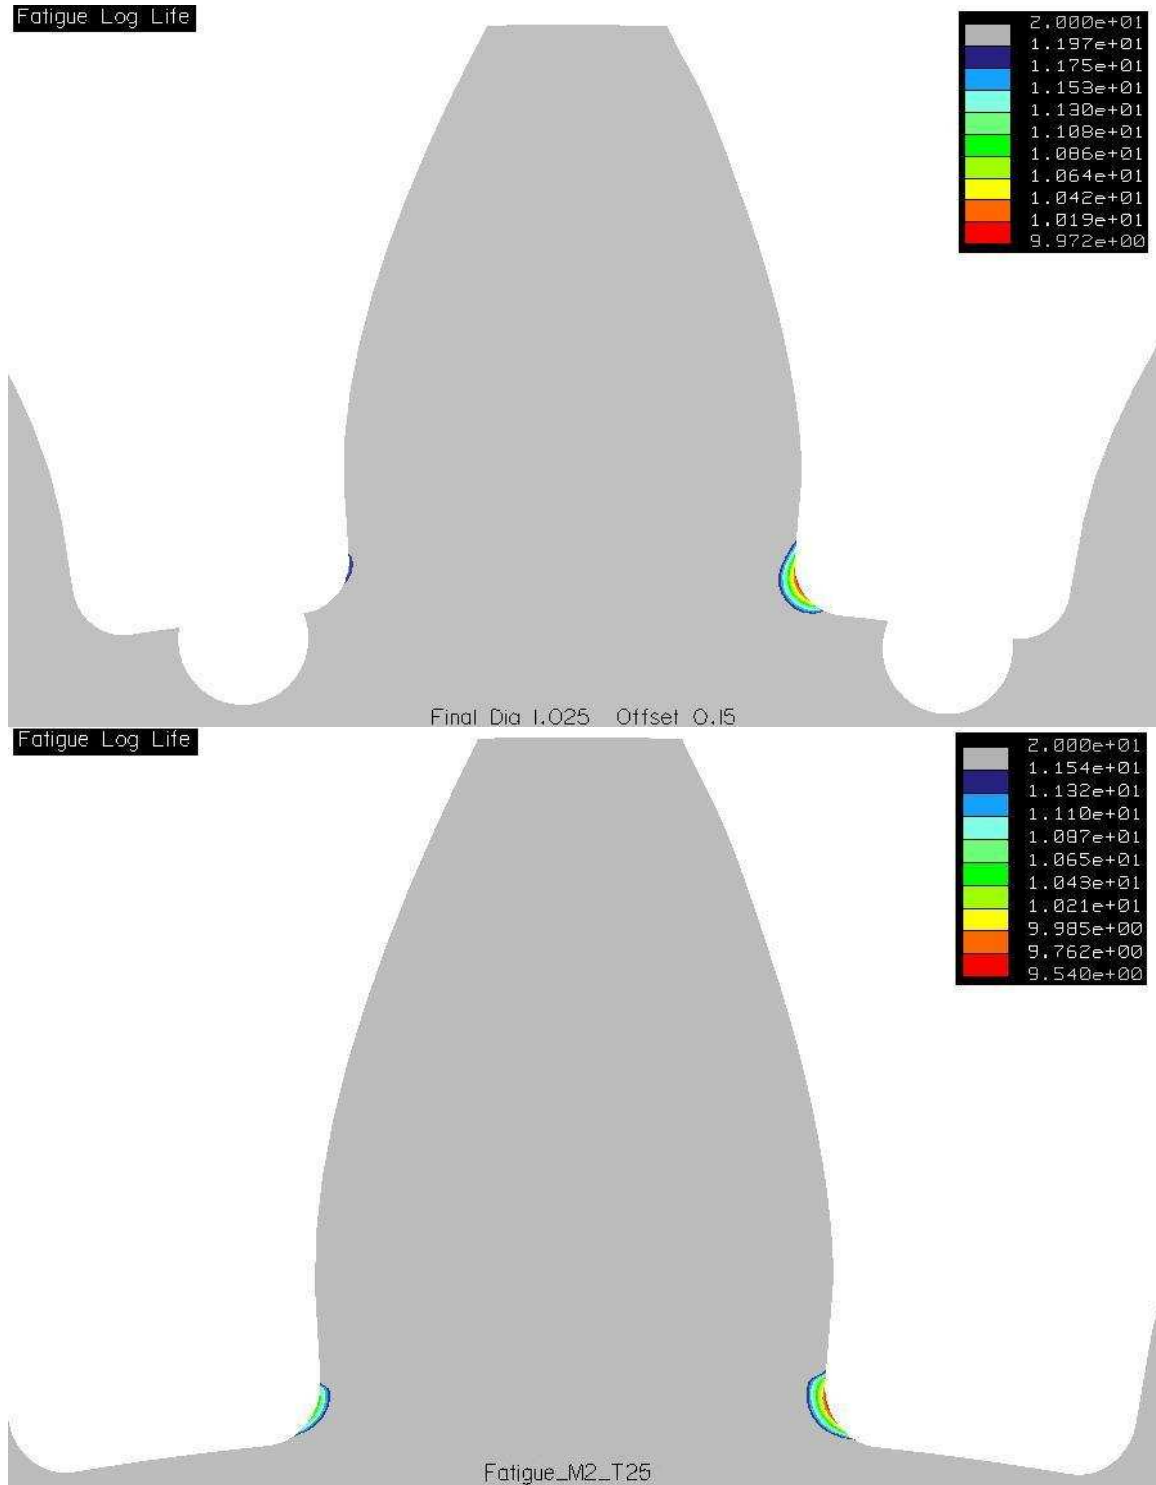 Fatigue Log Life
2.000e+01
1.197e+01
1.175e+01
1.153e+01
1.130e+01
1.108e+01
1.086e+01
1.064e+01
1.042e+01
1.019e+01
9.972e+00
Final Dia 1.025 Offset 0.15
Fatigue Log Life
2.000e+01
1.154e+01
1.132e+01
1.110e+01
1.087e+01
1.065e+01
1.043e+01
1.021e+01
9.985e+00
9.762e+00
9.540e+00
Fatigue_M2_T25